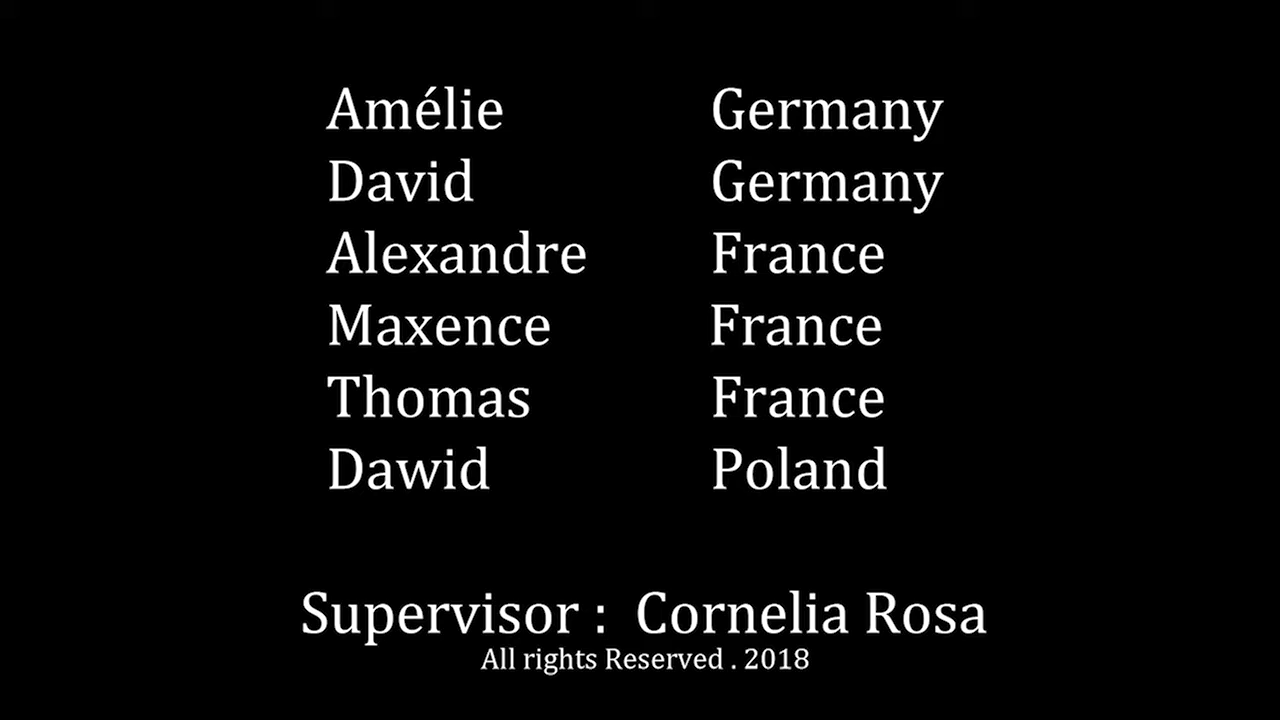 Amélie Germany
David Germany
Alexandre France
Maxence France
Thomas France
Dawid Poland
Supervisor : Cornelia Rosa
All rights Reserved . 2018